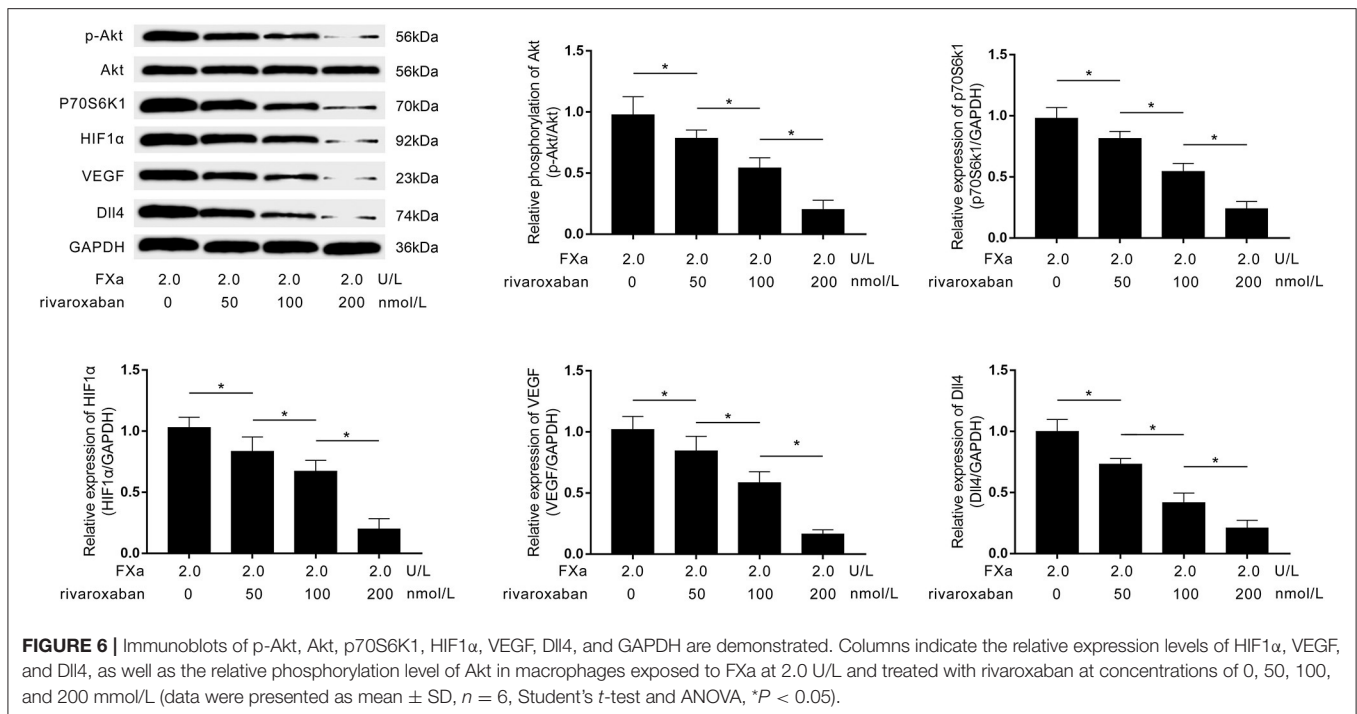 p-Akt 56kDa
Akt 56kDa
P70S6K1 70kDa
HIF1α 92kDa
VEGF 23kDa
Dll4 74kDa
GAPDH 36kDa
FXa 2.0 2.0 2.0 2.0 U/L
rivaroxaban 0 50 100 200 nmol/L
Relative phosphorylation of Akt
(p-Akt/Akt)
1.5
1.0
0.5
0.0
* * *
FXa 2.0 2.0 2.0 2.0 U/L
rivaroxaban 0 50 100 200 nmol/L
Relative expression of p70S6k1
(p70S6k1/GAPDH)
1.5
1.0
0.5
0.0
* * *
FXa 2.0 2.0 2.0 2.0 U/L
rivaroxaban 0 50 100 200 nmol/L
Relative expression of HIF1α
(HIF1α/GAPDH)
1.5
1.0
0.5
0.0
* * *
FXa 2.0 2.0 2.0 2.0 U/L
rivaroxaban 0 50 100 200 nmol/L
Relative expression of VEGF
(VEGF/GAPDH)
1.5
1.0
0.5
0.0
* * *
FXa 2.0 2.0 2.0 2.0 U/L
rivaroxaban 0 50 100 200 nmol/L
Relative expression of Dll4
(Dll4/GAPDH)
1.5
1.0
0.5
0.0
* * *
FXa 2.0 2.0 2.0 2.0 U/L
rivaroxaban 0 50 100 200 nmol/L
FIGURE 6 | Immunoblots of p-Akt, Akt, p70S6K1, HIF1α, VEGF, Dll4, and GAPDH are demonstrated. Columns indicate the relative expression levels of HIF1α, VEGF,
and Dll4, as well as the relative phosphorylation level of Akt in macrophages exposed to FXa at 2.0 U/L and treated with rivaroxaban at concentrations of 0, 50, 100,
and 200 mmol/L (data were presented as mean ± SD, n = 6, Student's t-test and ANOVA, *P < 0.05).